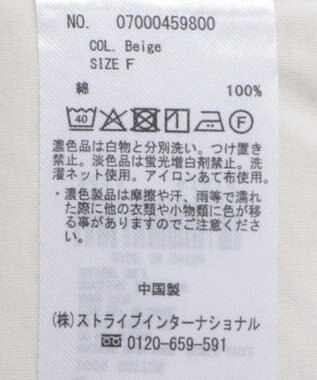 NO. 07000459800
COL. Beige
SIZE F
綿 100%
40 F
濃色品は白物と分別洗い。つけ置き
禁止。淡色品は蛍光増白剤禁止。洗
濯ネット使用。アイロンあて布使用。
・濃色製品は摩擦や汗、雨等で濡れ
た際に他の衣類や小物類に色が移
る事がありますのでご注意くださ
い。
中国製
(株)ストライプインターナショナル
0120-659-591